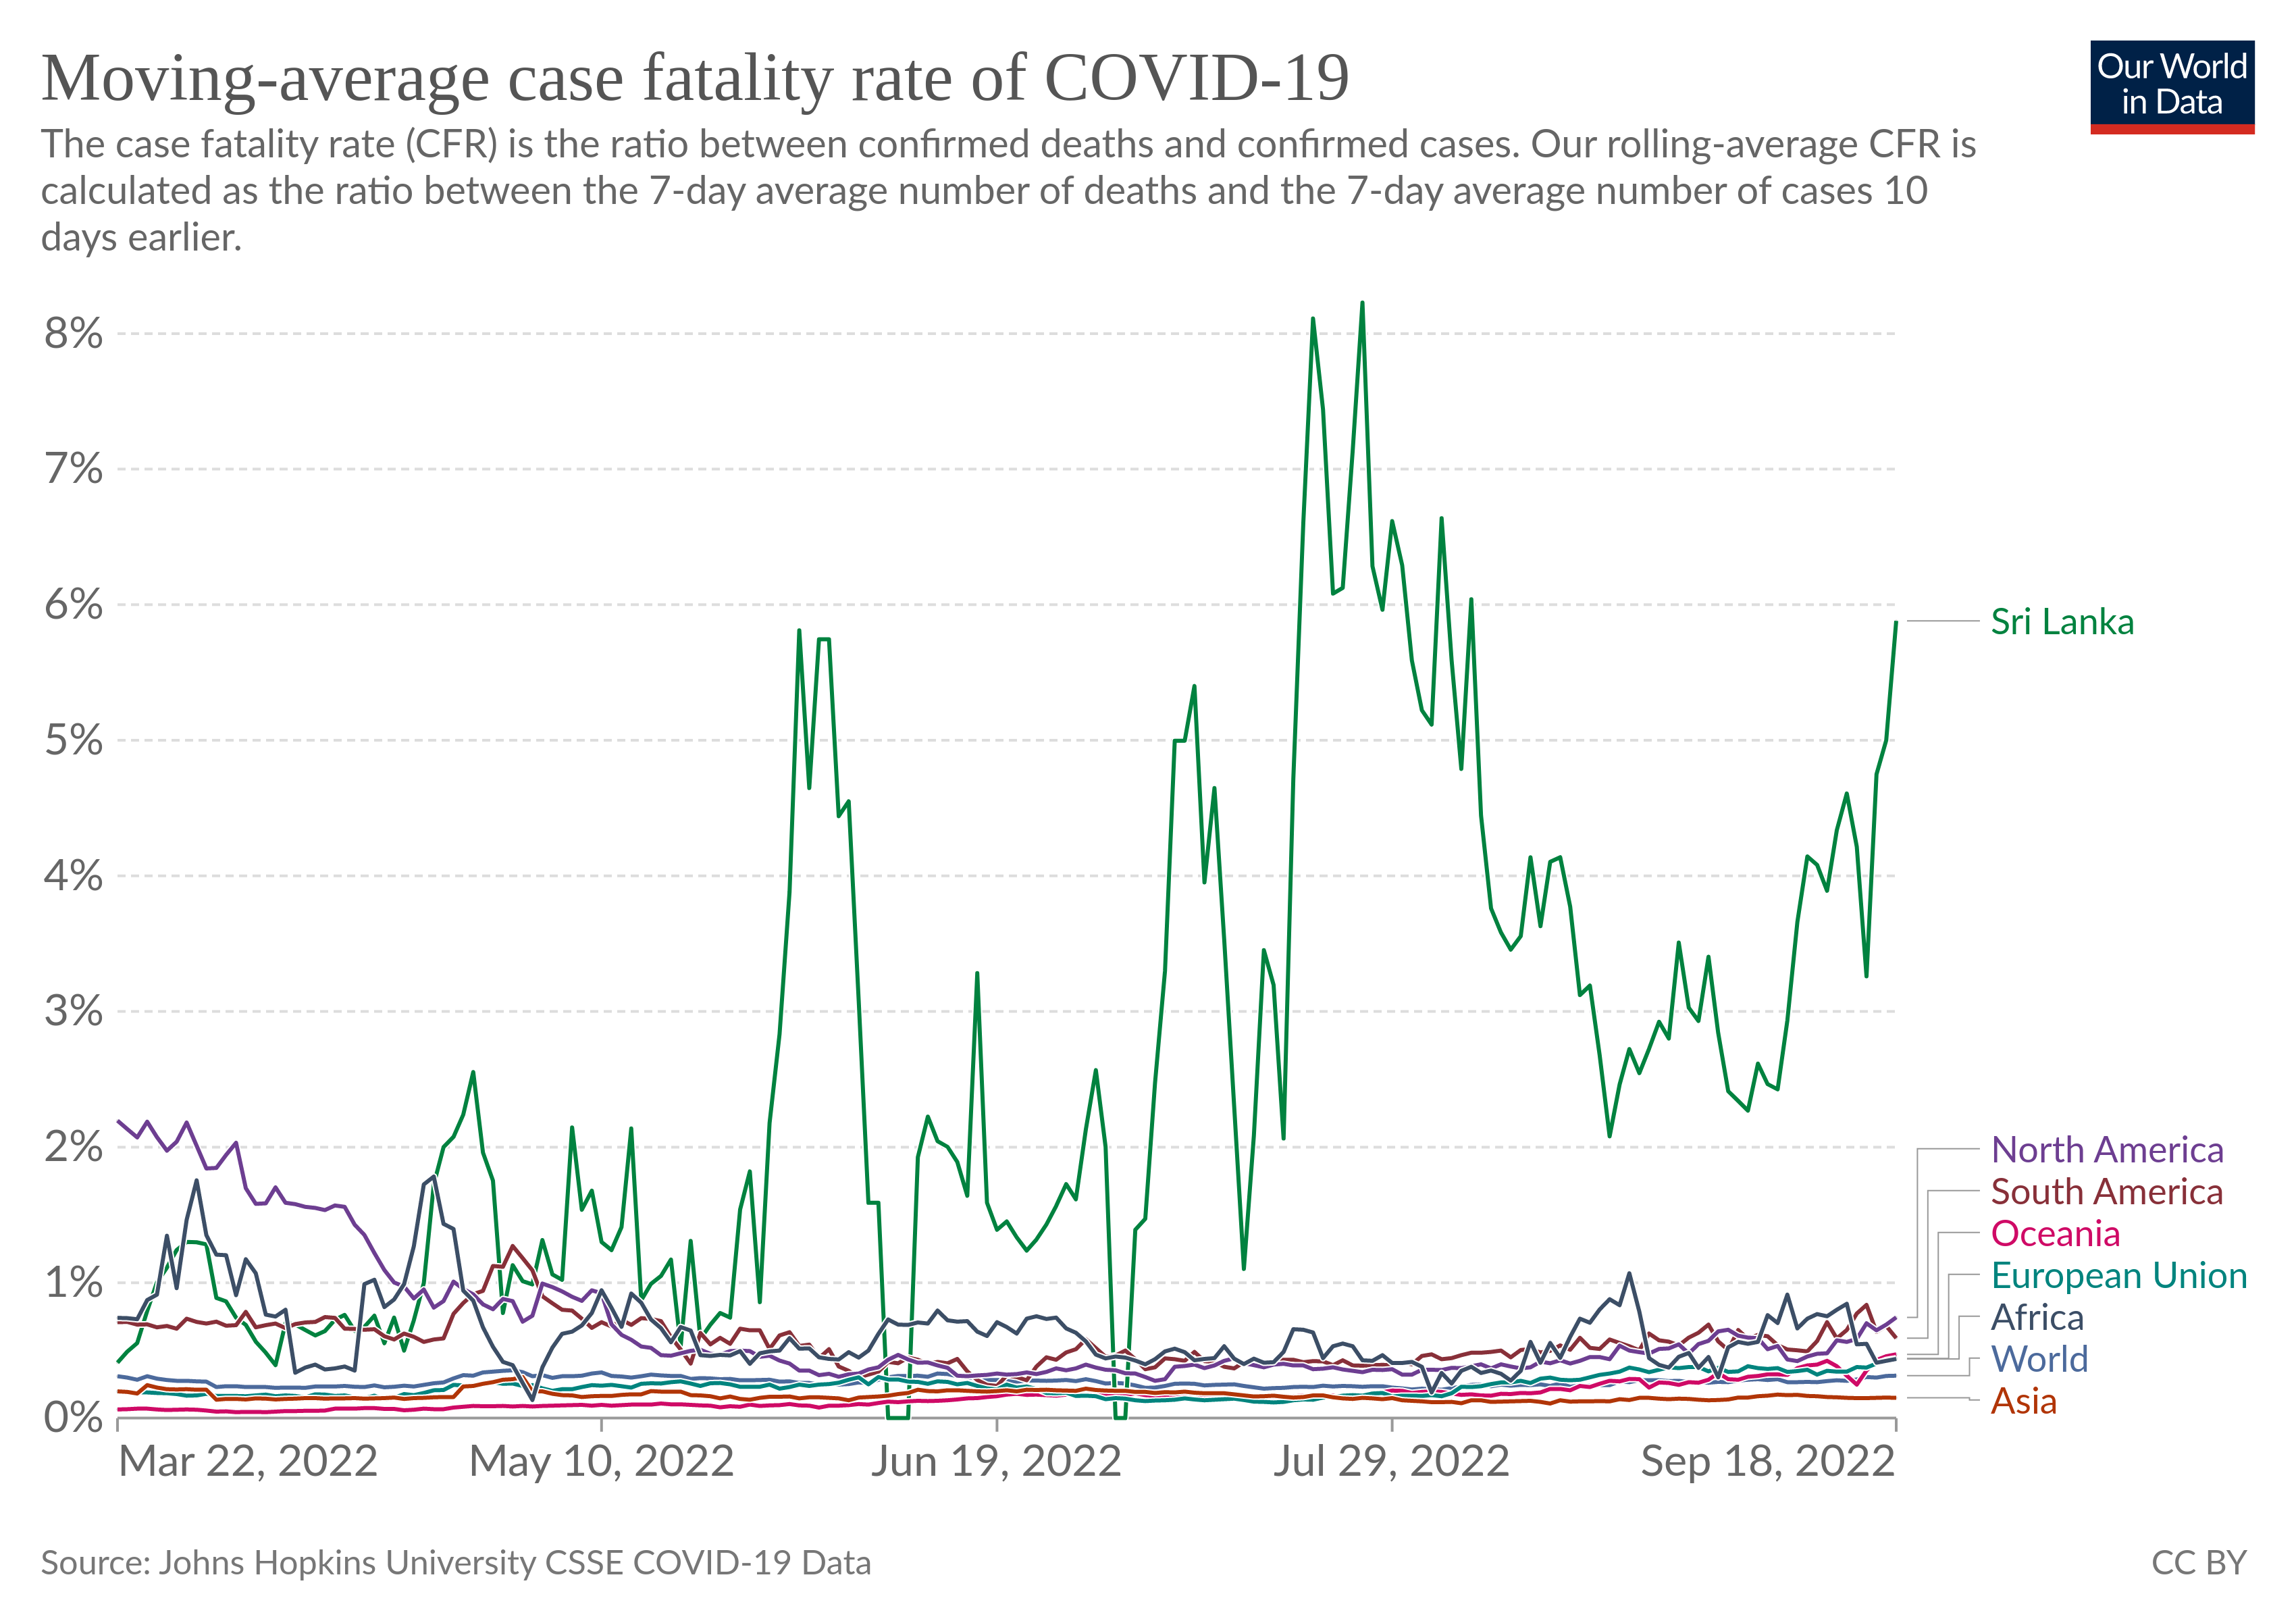 Moving-average case fatality rate of COVID-19
Our World
in Data
The case fatality rate (CFR) is the ratio between confirmed deaths and confirmed cases. Our rolling-average CFR is
calculated as the ratio between the 7-day average number of deaths and the 7-day average number of cases 10
days earlier.
8%
7%
6%
5%
4%
3%
2%
1%
0%
Sri Lanka
North America
South America
Oceania
European Union
Africa
World
Asia
Mar 22, 2022
May 10, 2022
Jun 19, 2022
Jul 29, 2022
Sep 18, 2022
Source: Johns Hopkins University CSSE COVID-19 Data
CC BY